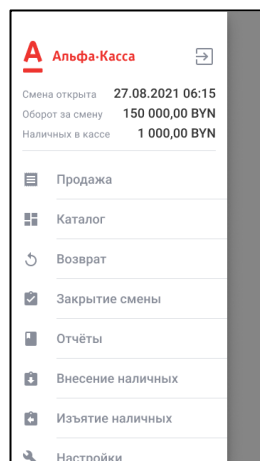 Альфа·Касса
Смена открыта 27.08.2021 06:15
Оборот за смену 150 000,00 BYN
Наличных в кассе 1 000,00 BYN
Продажа
Каталог
Возврат
Закрытие смены
Отчёты
Внесение наличных
Изъятие наличных
Настройки